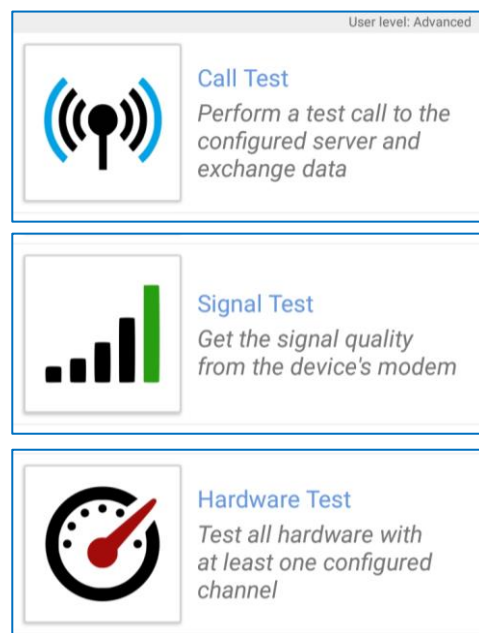 User level: Advanced
Call Test
Perform a test call to the
configured server and
exchange data
Signal Test
Get the signal quality
from the device's modem
Hardware Test
Test all hardware with
at least one configured
channel